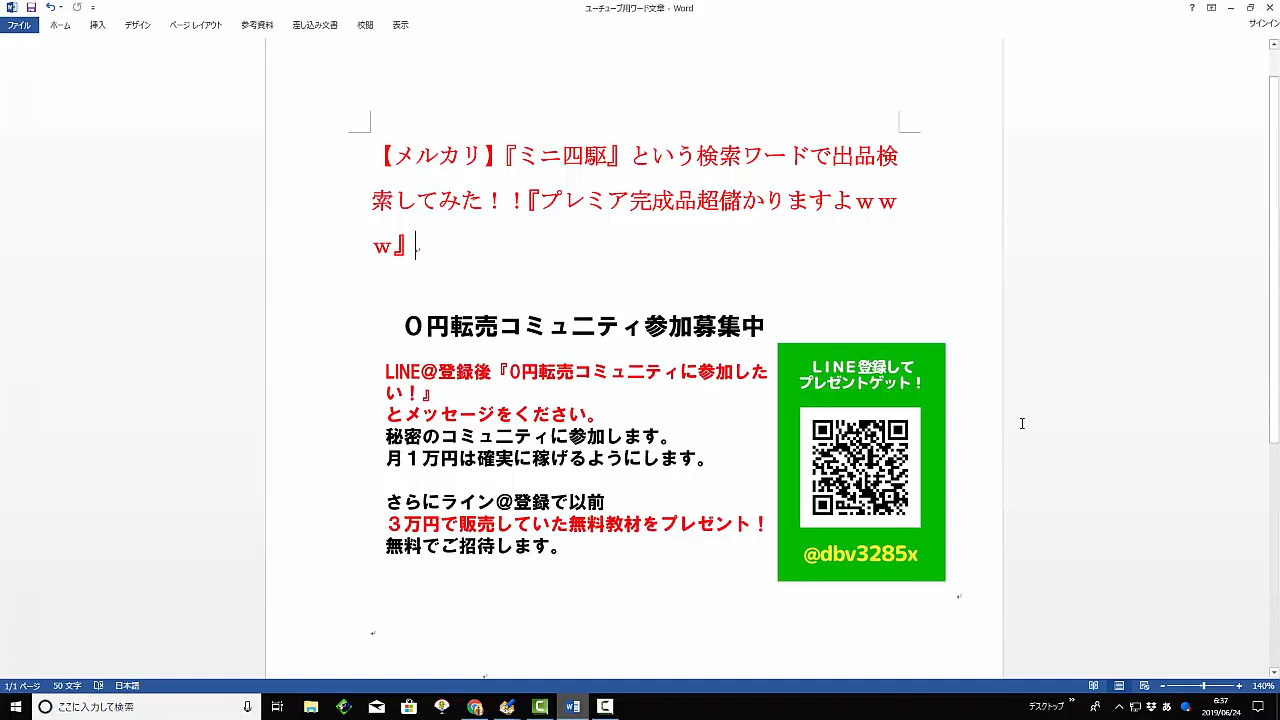 ユーチューブ用ワード文章 - Word
サインイン
ファイル ホーム 挿入 デザイン ページ レイアウト 参考資料 差し込み文書 校閲 表示
【メルカリ】『ミニ四駆』という検索ワードで出品検
索してみた！！『プレミア完成品超儲かりますよｗｗ
ｗ』
０円転売コミュニティ参加募集中
LINE@登録後『0円転売コミュニティに参加した
い！』
とメッセージをください。
秘密のコミュニティに参加します。
月１万円は確実に稼げるようにします。
さらにライン@登録で以前
３万円で販売していた無料教材をプレゼント！
無料でご招待します。
LINE登録して
プレゼントゲット！
@dbv3285x
1/1 ページ 50 文字 日本語
140%
ここに入力して検索
デスクトップ
あ
6:37
2019/06/24